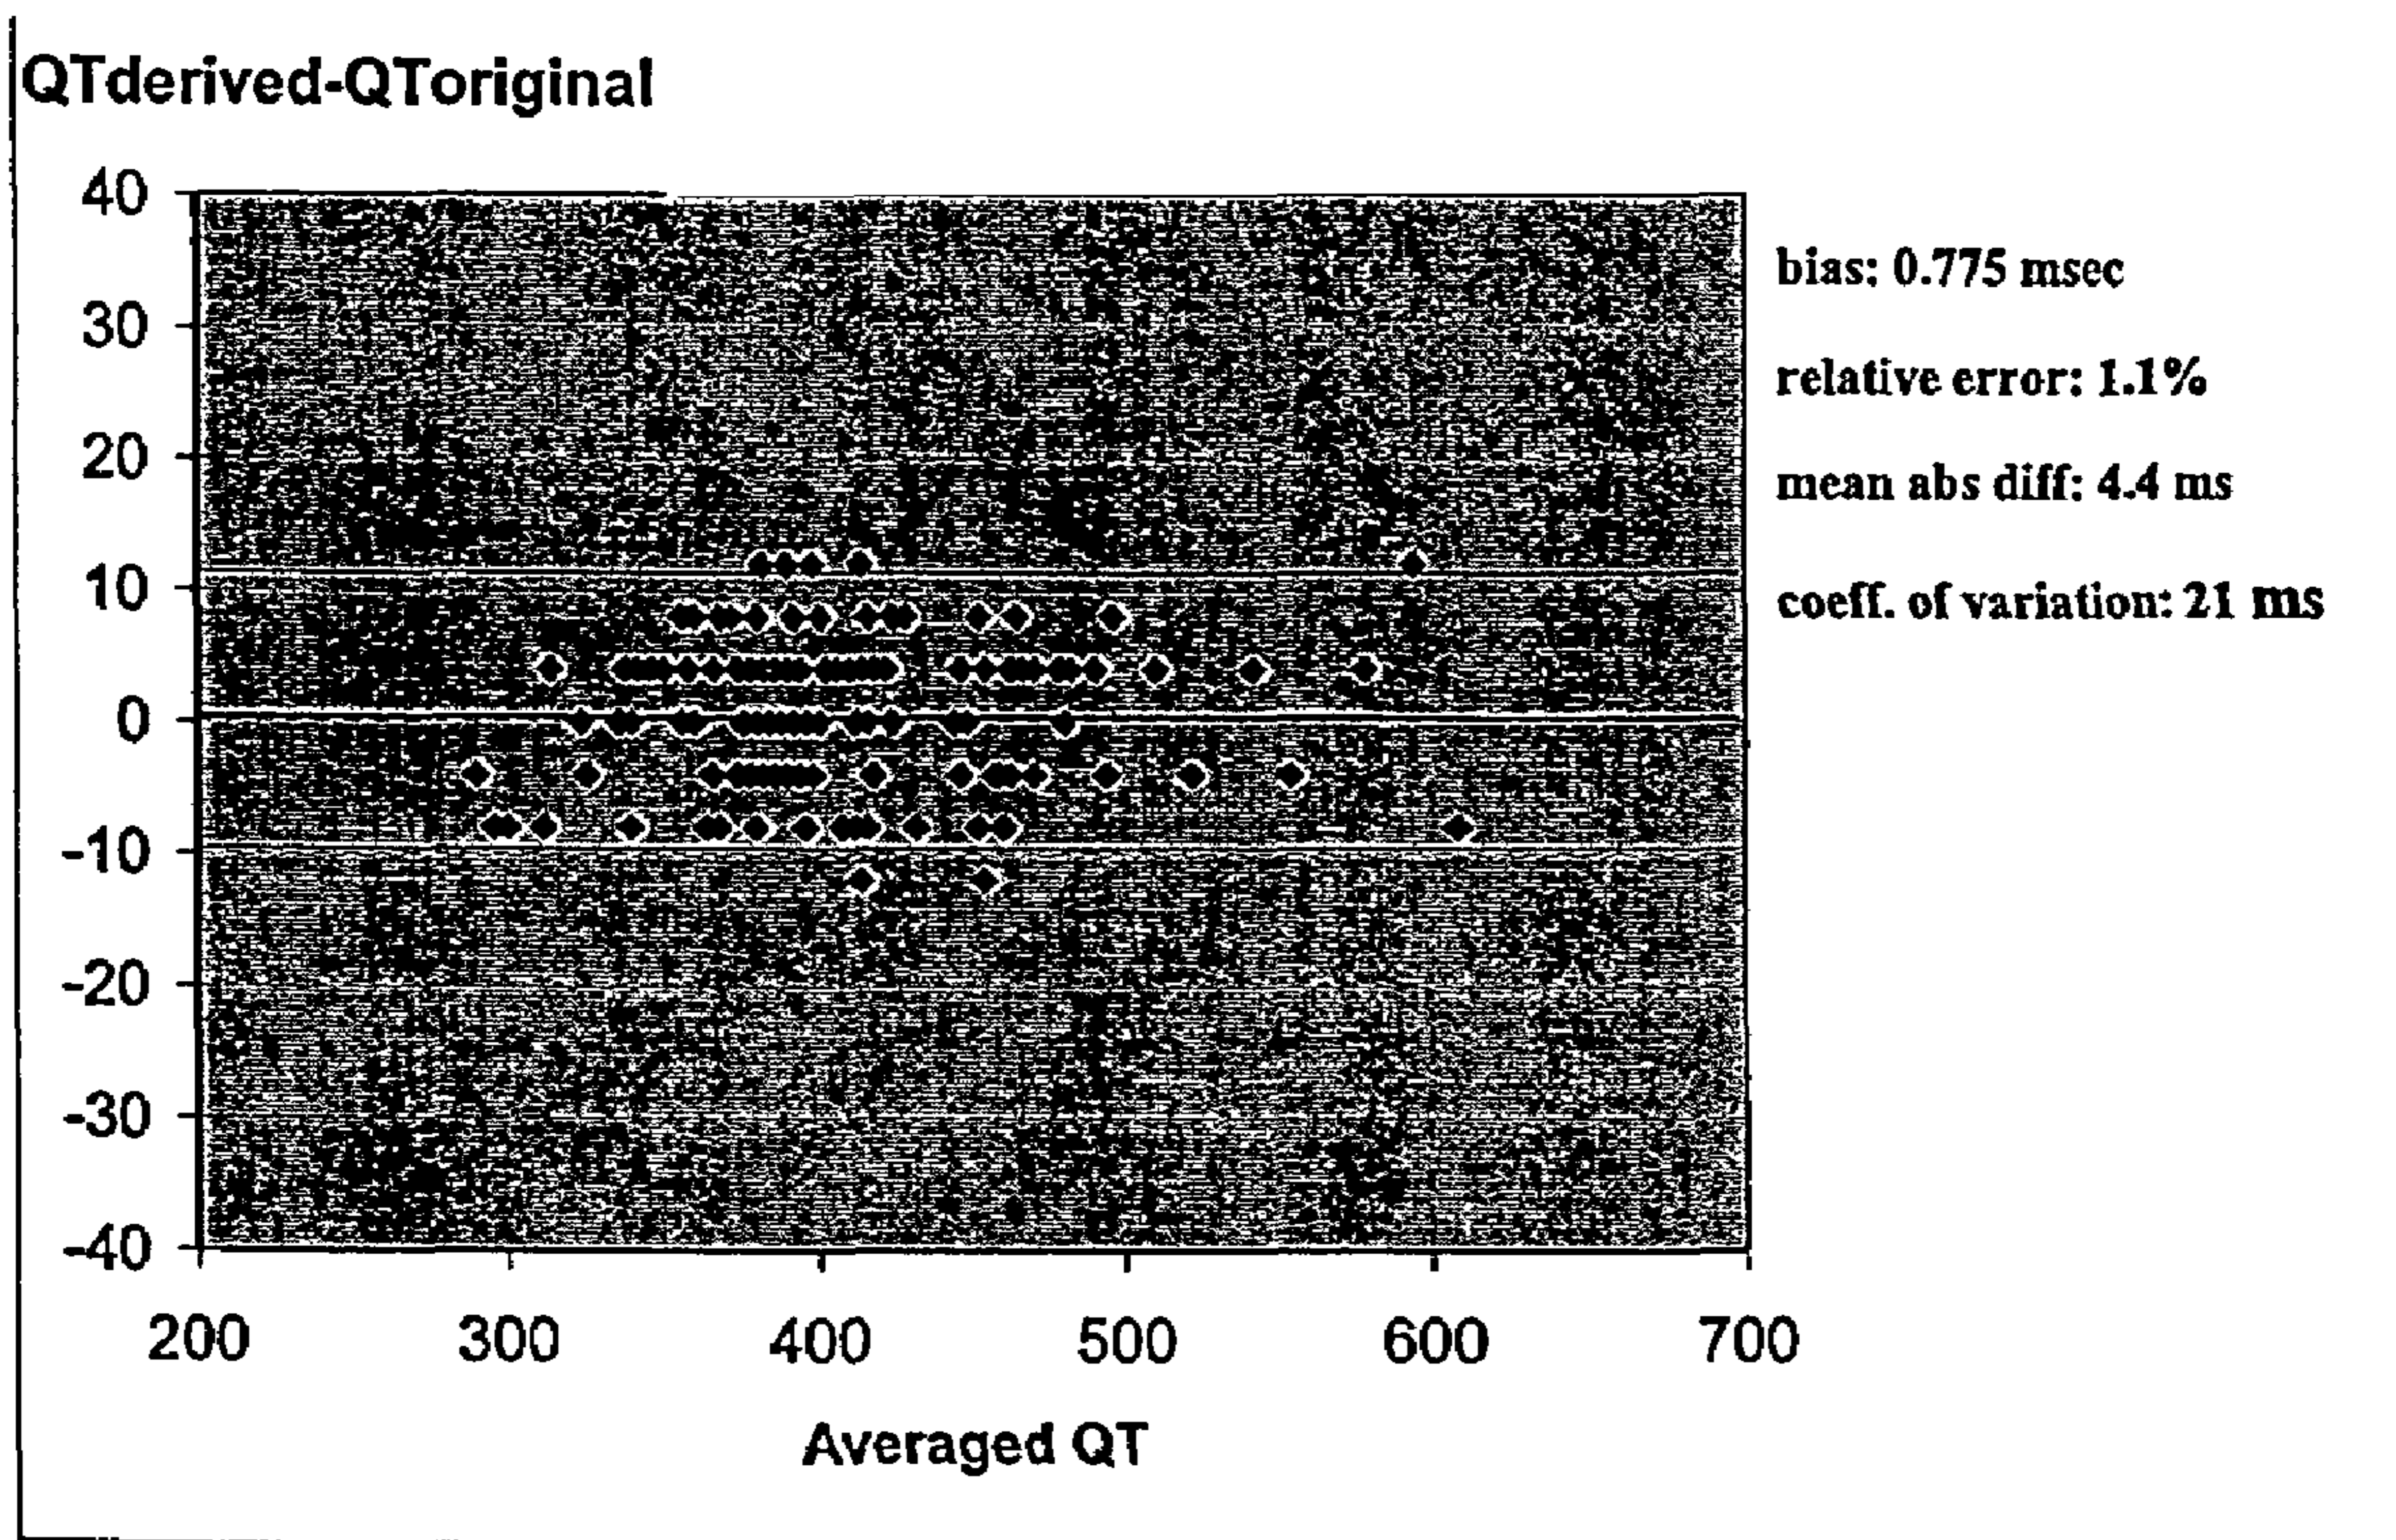 QTderived-QToriginal
40
30
20
10
0
-10
-20
-30
-40
200 300 400 500 600 700
Averaged QT
bias: 0.775 msec
relative error: 1.1%
mean abs diff: 4.4 ms
coeff. of variation: 21 ms